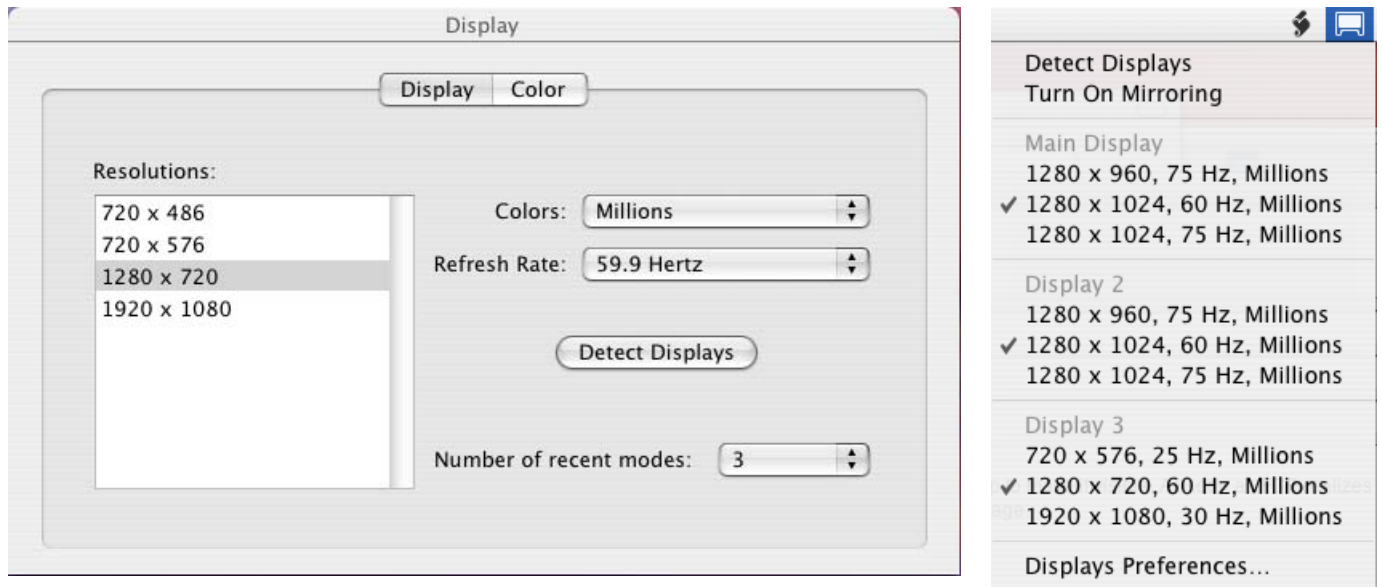 Display
Display Color
Resolutions:
720 x 486
720 x 576
1280 x 720
1920 x 1080
Colors: Millions
Refresh Rate: 59.9 Hertz
Detect Displays
Number of recent modes: 3
Detect Displays
Turn On Mirroring
Main Display
1280 x 960, 75 Hz, Millions
✓ 1280 x 1024, 60 Hz, Millions
1280 x 1024, 75 Hz, Millions
Display 2
1280 x 960, 75 Hz, Millions
✓ 1280 x 1024, 60 Hz, Millions
1280 x 1024, 75 Hz, Millions
Display 3
720 x 576, 25 Hz, Millions
✓ 1280 x 720, 60 Hz, Millions
1920 x 1080, 30 Hz, Millions
Displays Preferences...